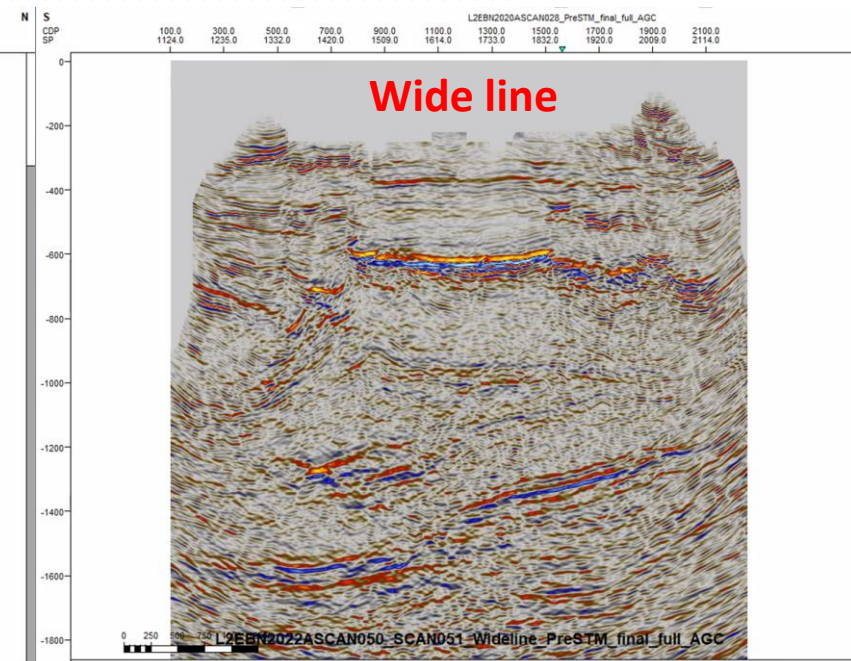 N S L2EBN2020ASCAN028_PreSTM_final_full_AGC
CDP 100.0 300.0 500.0 700.0 900.0 1100.0 1300.0 1500.0 1700.0 1900.0 2100.0
SP 1124.0 1235.0 1332.0 1420.0 1509.0 1614.0 1733.0 1832.0 1920.0 2009.0 2114.0
Wide line
0
-200
-400
-600
-800
-1000
-1200
-1400
-1600
-1800
0 250 500 750
L2EBN2022ASCAN050_SCAN051_Wideline_PreSTM_final_full_AGC